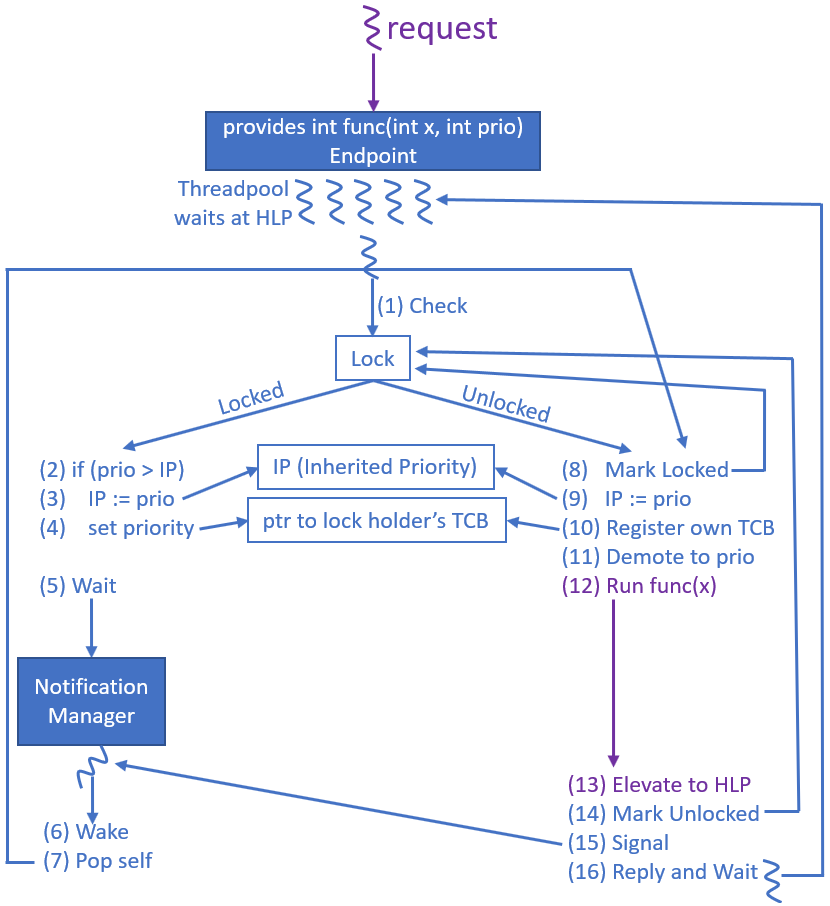 request
provides int func(int x, int prio)
Endpoint
Threadpool
waits at HLP
(1) Check
Lock
Locked
Unlocked
(2) if (prio > IP)
(3) IP := prio
(4) set priority
(5) Wait
IP (Inherited Priority)
ptr to lock holder's TCB
(8) Mark Locked
(9) IP := prio
(10) Register own TCB
(11) Demote to prio
(12) Run func(x)
Notification
Manager
(6) Wake
(7) Pop self
(13) Elevate to HLP
(14) Mark Unlocked
(15) Signal
(16) Reply and Wait